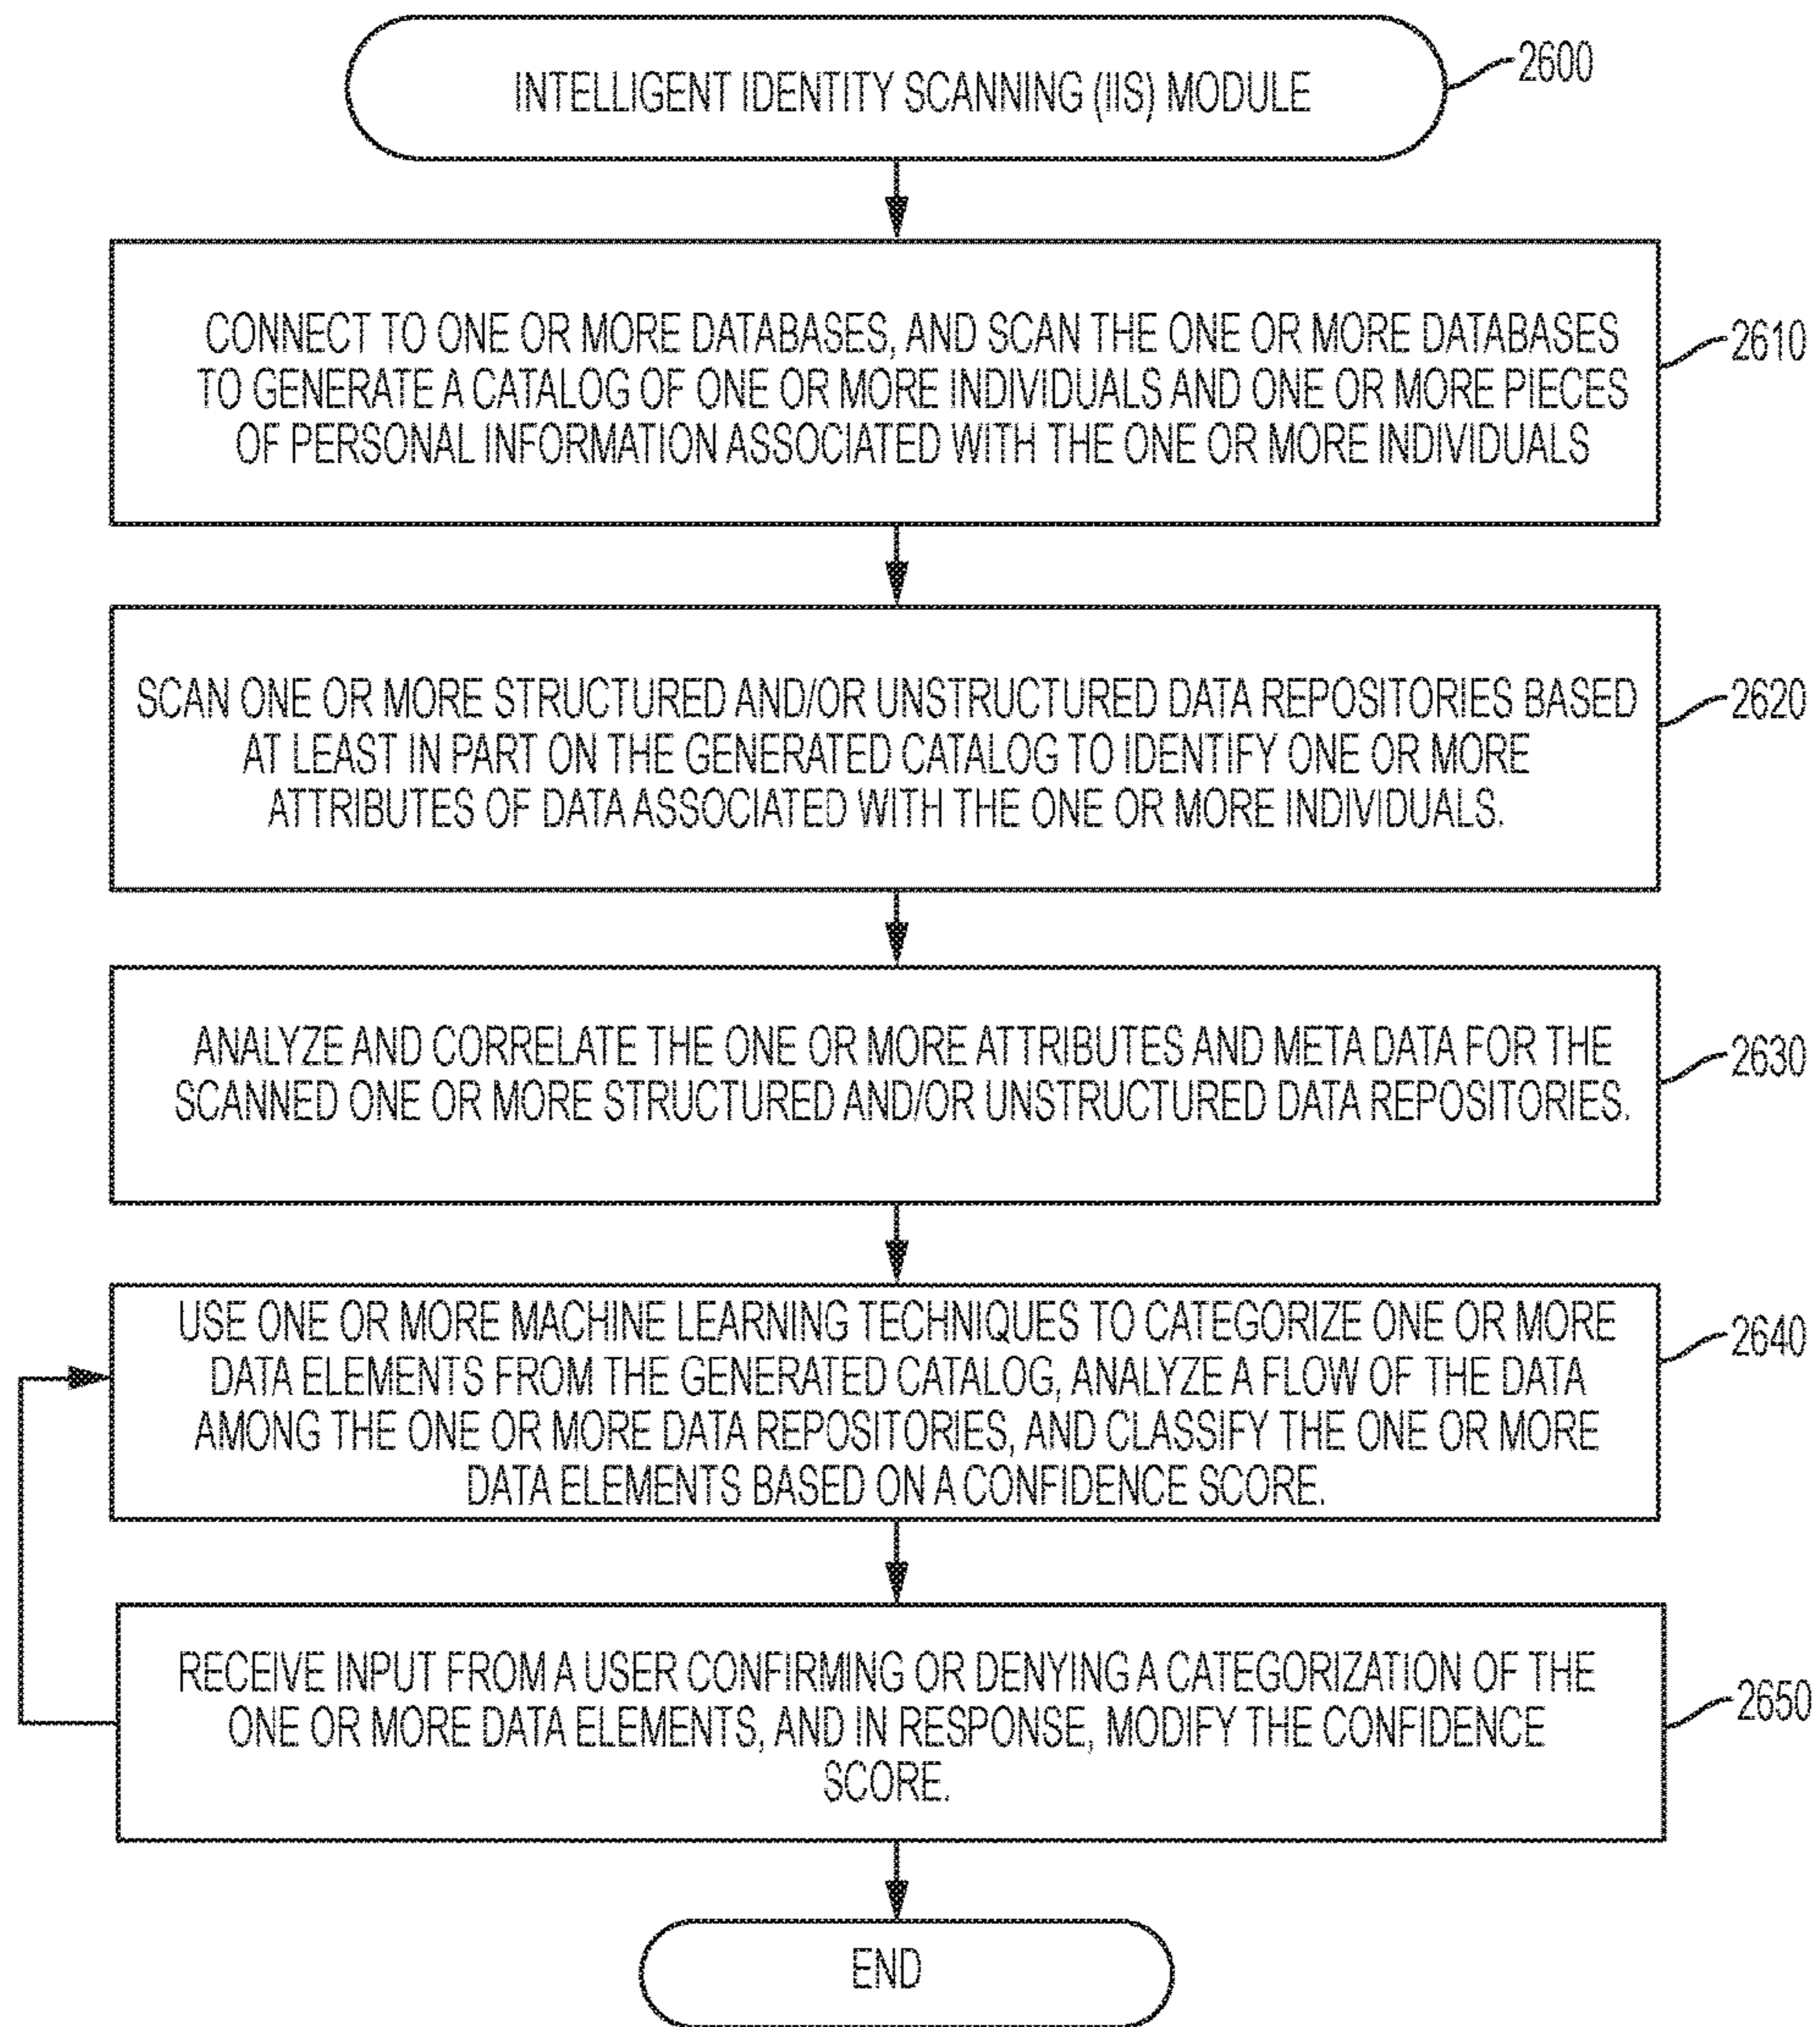 INTELLIGENT IDENTITY SCANNING (IIS) MODULE
2600
CONNECT TO ONE OR MORE DATABASES, AND SCAN THE ONE OR MORE DATABASES
TO GENERATE A CATALOG OF ONE OR MORE INDIVIDUALS AND ONE OR MORE PIECES
OF PERSONAL INFORMATION ASSOCIATED WITH THE ONE OR MORE INDIVIDUALS
2610
SCAN ONE OR MORE STRUCTURED AND/OR UNSTRUCTURED DATA REPOSITORIES BASED
AT LEAST IN PART ON THE GENERATED CATALOG TO IDENTIFY ONE OR MORE
ATTRIBUTES OF DATA ASSOCIATED WITH THE ONE OR MORE INDIVIDUALS.
2620
ANALYZE AND CORRELATE THE ONE OR MORE ATTRIBUTES AND META DATA FOR THE
SCANNED ONE OR MORE STRUCTURED AND/OR UNSTRUCTURED DATA REPOSITORIES.
2630
USE ONE OR MORE MACHINE LEARNING TECHNIQUES TO CATEGORIZE ONE OR MORE
DATA ELEMENTS FROM THE GENERATED CATALOG, ANALYZE A FLOW OF THE DATA
AMONG THE ONE OR MORE DATA REPOSITORIES, AND CLASSIFY THE ONE OR MORE
DATA ELEMENTS BASED ON A CONFIDENCE SCORE.
2640
RECEIVE INPUT FROM A USER CONFIRMING OR DENYING A CATEGORIZATION OF THE
ONE OR MORE DATA ELEMENTS, AND IN RESPONSE, MODIFY THE CONFIDENCE
SCORE.
2650
END